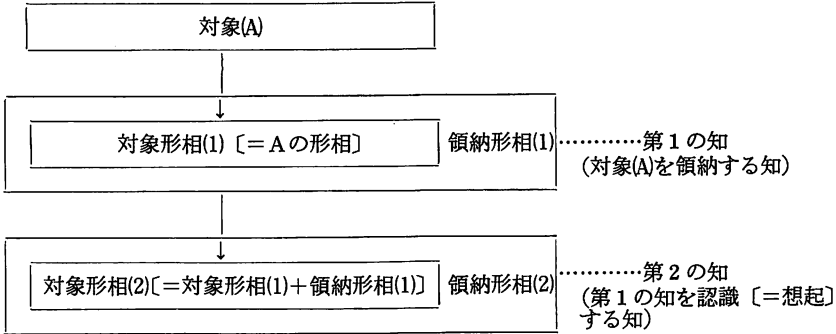 対象(A)
対象形相(1)〔=Aの形相〕 領納形相(1)…………第1の知
(対象(A)を領納する知)
対象形相(2)〔=対象形相(1)+領納形相(1)〕 領納形相(2)…………第2の知
(第1の知を認識〔=想起〕
する知)